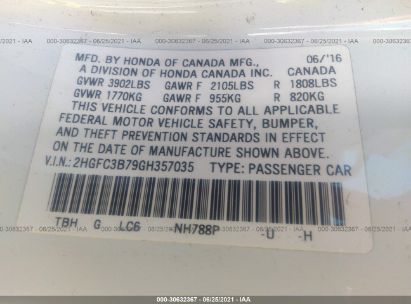 000-30632367 - 06/25/2021 - IAA
MFD. BY HONDA OF CANADA MFG., 06/'16
A DIVISION OF HONDA CANADA INC. CANADA
GVWR 3902LBS GAWR F 2105LBS R 1808LBS
GVWR 1770KG GAWR F 955KG R 820KG
THIS VEHICLE CONFORMS TO ALL APPLICABLE
FEDERAL MOTOR VEHICLE SAFETY, BUMPER,
AND THEFT PREVENTION STANDARDS IN EFFECT
ON THE DATE OF MANUFACTURE SHOWN ABOVE.
V.I.N.: 2HGFC3B79GH357035 TYPE: PASSENGER CAR
TBH G LC6 NH788P -U -H
000-30632367 - 06/25/2021 - IAA